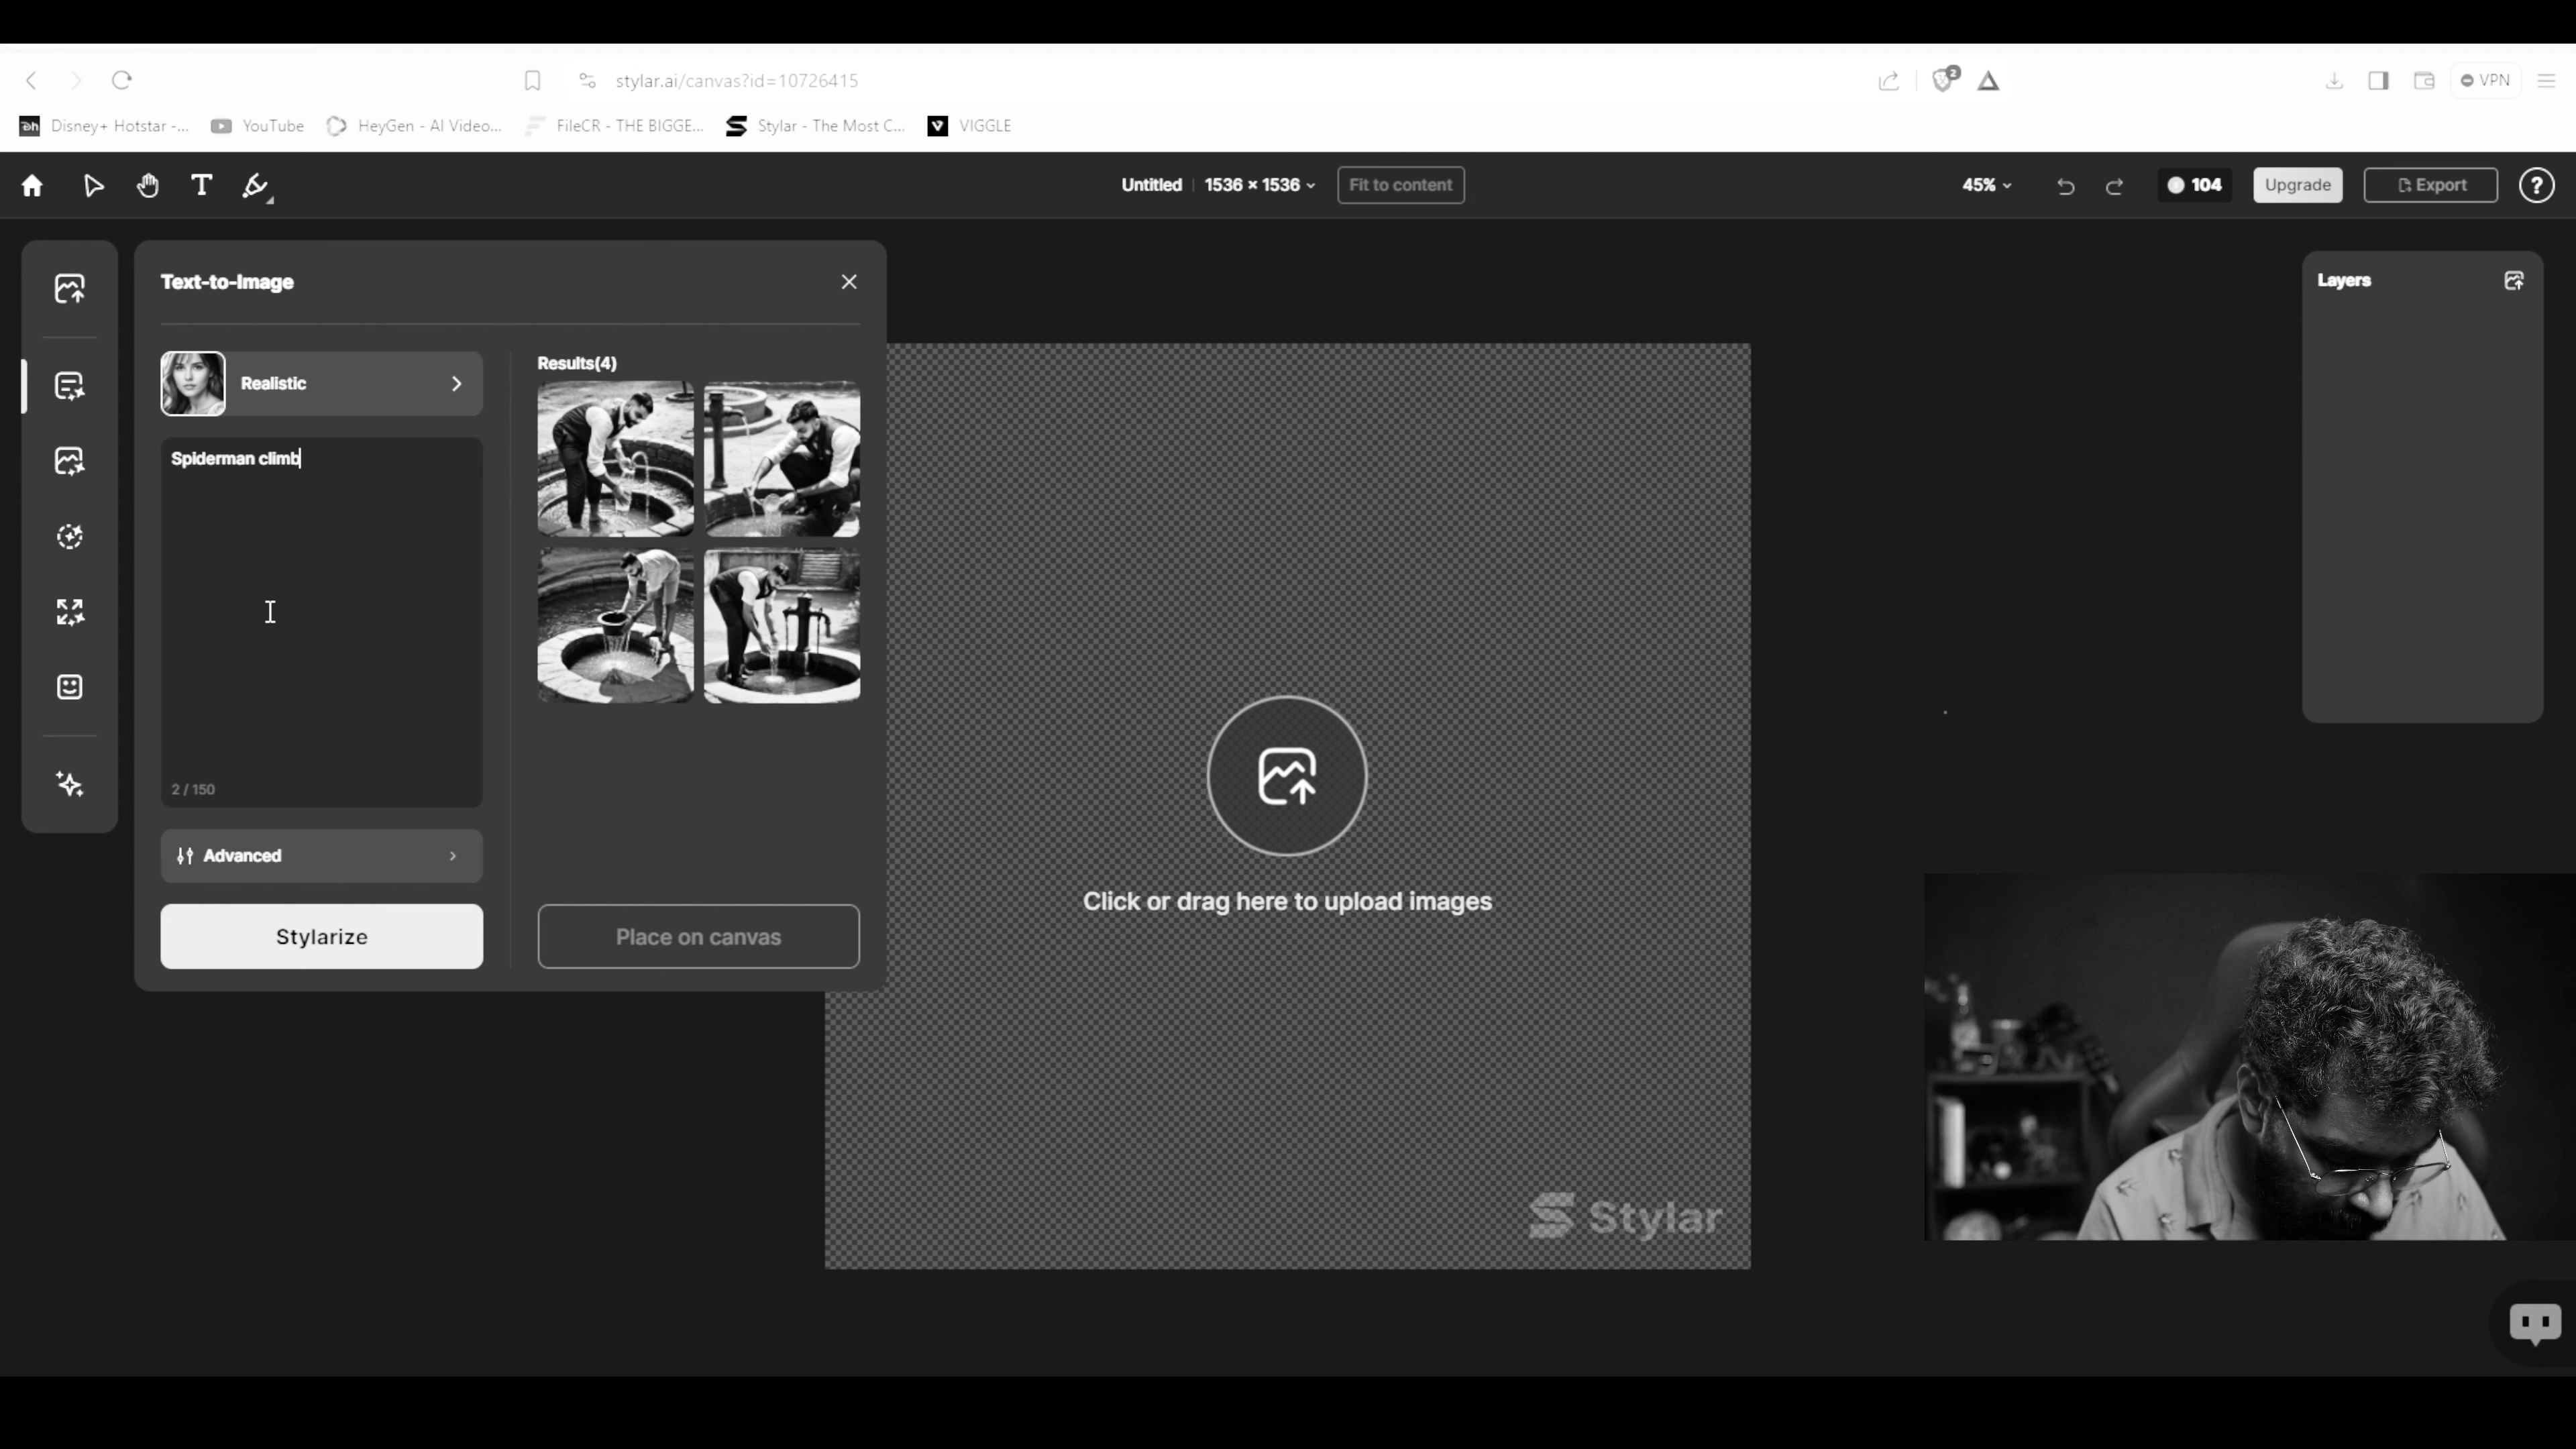 stylar.ai/canvas?id=10726415
VPN
2
Disney+ Hotstar -... YouTube HeyGen - AI Video... FileCR - THE BIGGE... Stylar - The Most C... VIGGLE
T Untitled 1536 × 1536 Fit to content 45% 104 Upgrade Export ?
Text-to-Image
Layers
Realistic
Results(4)
Spiderman climb
2 / 150
Advanced
Click or drag here to upload images
Stylarize
Place on canvas
Stylar